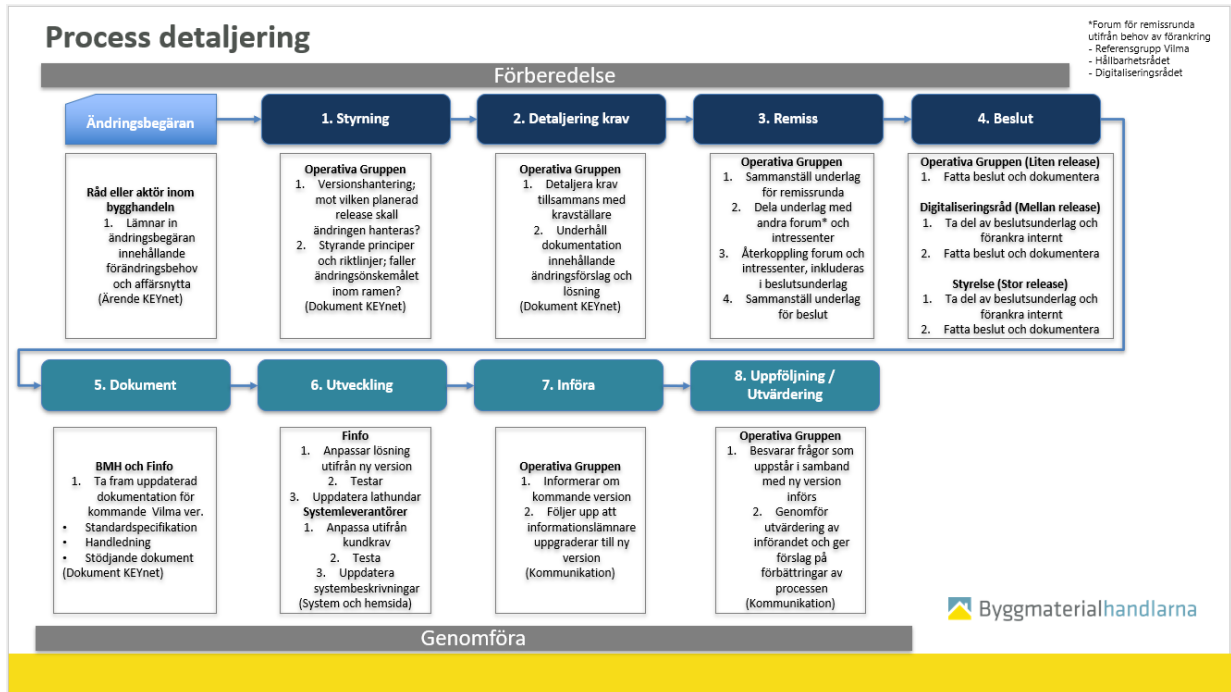 Process detaljering
*Forum för remissrunda
utifrån behov av förankring
- Referensgrupp Vilma
- Hållbarhetsrådet
- Digitaliseringsrådet
Förberedelse
Ändringsbegäran
Råd eller aktör inom
bygghandeln
1. Lämnar in
ändringsbegäran
innehållande
förändringsbehov
och affärsnytta
(Ärende KEYnet)
1. Styrning
Operativa Gruppen
1. Versionshantering;
mot vilken planerad
release skall
ändringen hanteras?
2. Styrande principer
och riktlinjer; faller
ändringsönskemålet
inom ramen?
(Dokument KEYnet)
2. Detaljering krav
Operativa Gruppen
1. Detaljera krav
tillsammans med
kravställare
2. Underhåll
dokumentation
innehållande
ändringsförslag och
lösning
(Dokument KEYnet)
3. Remiss
Operativa Gruppen
1. Sammanställ underlag
för remissrunda
2. Dela underlag med
andra forum* och
intressenter
3. Återkoppling forum och
intressenter, inkluderas
i beslutsunderlag
4. Sammanställ underlag
för beslut
4. Beslut
Operativa Gruppen (Liten release)
1. Fatta beslut och dokumentera
Digitaliseringsråd (Mellan release)
1. Ta del av beslutsunderlag och
förankra internt
2. Fatta beslut och dokumentera
Styrelse (Stor release)
1. Ta del av beslutsunderlag och
förankra internt
2. Fatta beslut och dokumentera
5. Dokument
BMH och Finfo
1. Ta fram uppdaterad
dokumentation för
kommande Vilma ver.
• Standardspecifikation
• Handledning
• Stödjande dokument
(Dokument KEYnet)
6. Utveckling
Finfo
1. Anpassar lösning
utifrån ny version
2. Testar
3. Uppdatera lathundar
Systemleverantörer
1. Anpassa utifrån
kundkrav
2. Testa
3. Uppdatera
systembeskrivningar
(System och hemsida)
7. Införa
Operativa Gruppen
1. Informerar om
kommande version
2. Följer upp att
informationslämnare
uppgraderar till ny
version
(Kommunikation)
8. Uppföljning /
Utvärdering
Operativa Gruppen
1. Besvarar frågor som
uppstår i samband
med ny version
införs
2. Genomför
utvärdering av
införandet och ger
förslag på
förbättringar av
processen
(Kommunikation)
Byggmaterialhandlarna
Genomföra